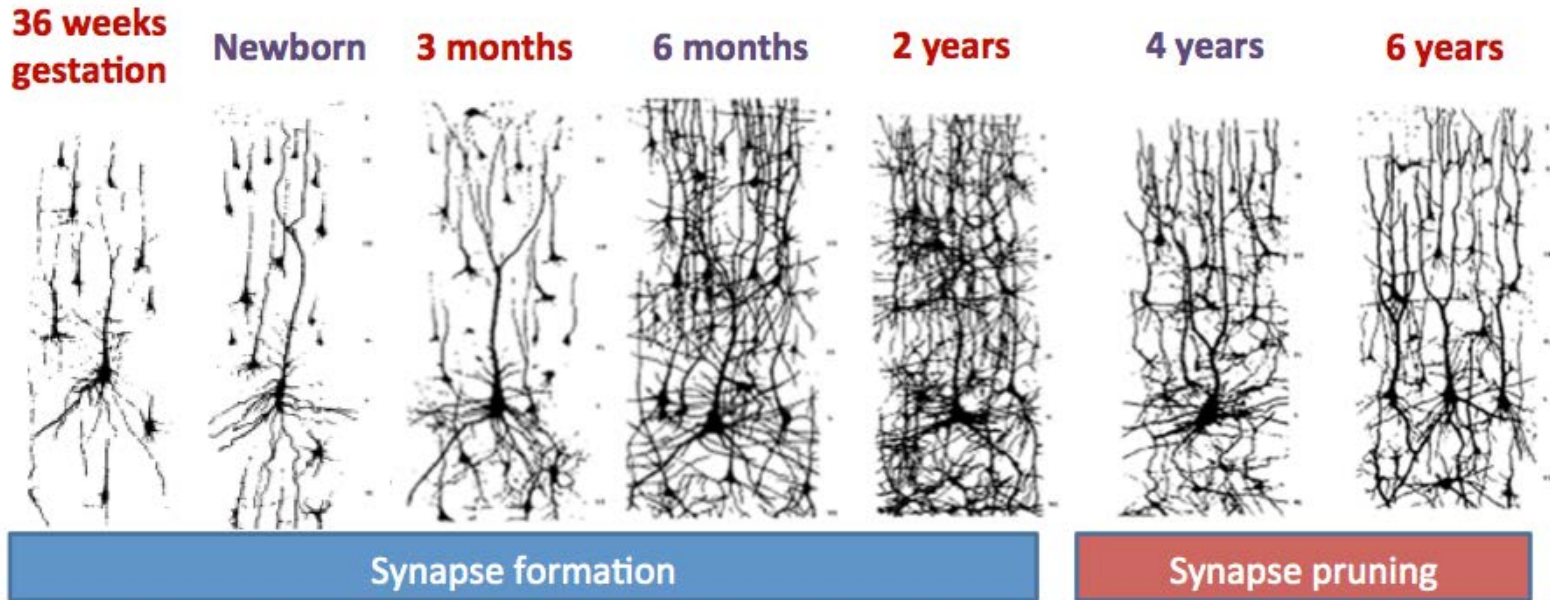 36 weeks
gestation
Newborn
3 months
6 months
2 years
4 years
6 years
Synapse formation
Synapse pruning